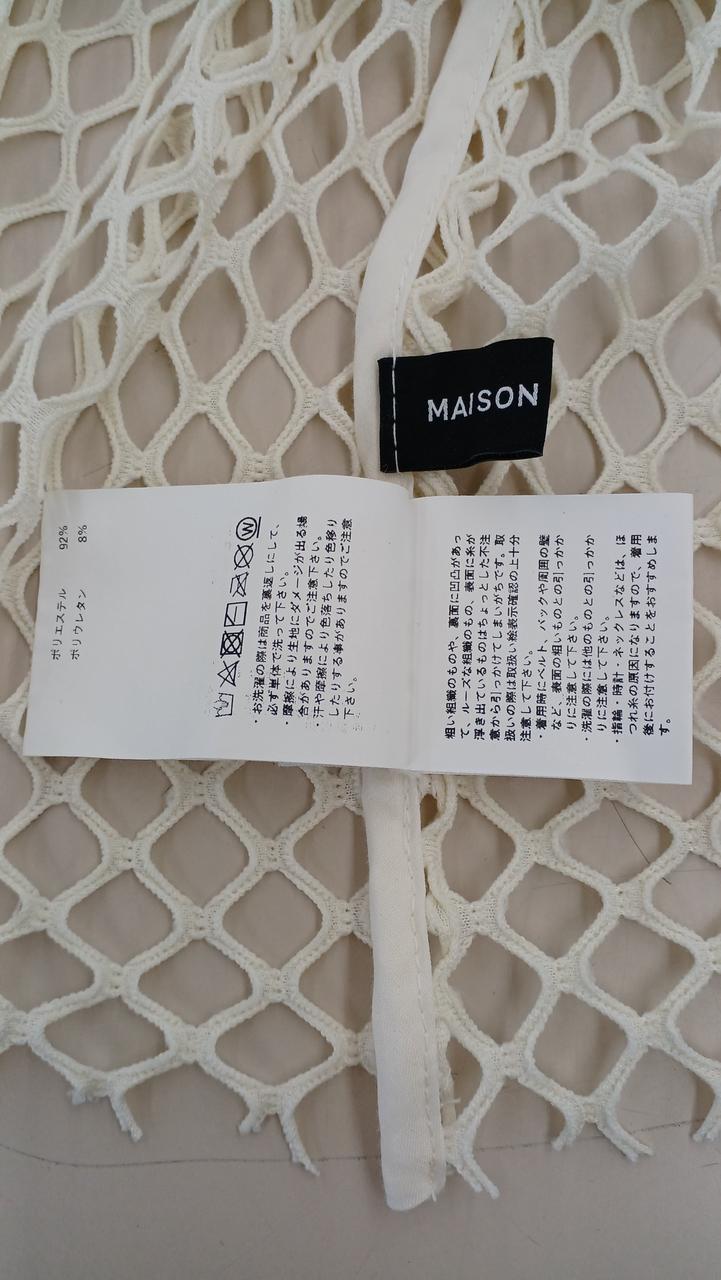 MAISON
ポリエステル 92%
ポリウレタン 8%
W
・お洗濯の際は商品を裏返しにして、
必ず単体で洗って下さい。
・摩擦により生地にダメージが出る場
合がありますのでご注意下さい。
・汗や摩擦により色落ちしたり色移り
したりする事がありますのでご注意
下さい。
粗い組織のものや、裏面に凹凸があっ
て、ルーズな組織のもの、表面に糸が
浮き出ているものはちょっとした不注
意から引っかけてしまいがちです。取
扱いの際は取扱い絵表示確認の上十分
注意して下さい。
・着用時にベルト、バックや周囲の壁
など、表面の粗いものとの引っかか
りに注意して下さい。
・洗濯の際には他のものとの引っかか
りに注意して下さい。
・指輪・時計・ネックレスなどは、ほ
つれ糸の原因になりますので、着用
後にお付けすることをおすすめしま
す。